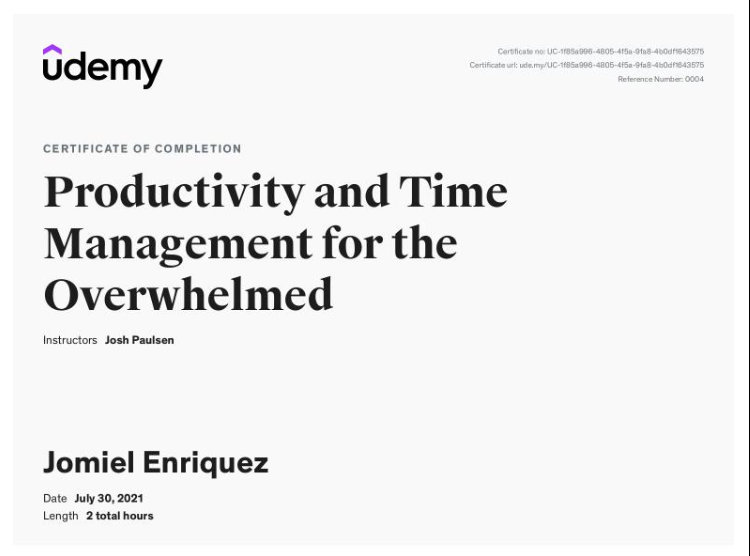 udemy
Certificate no: UC-1f85a996-4805-4f5a-9fa8-4b0df1643575
Certificate url: ude.my/UC-1f85a996-4805-4f5a-9fa8-4b0df1643575
Reference Number: 0004
CERTIFICATE OF COMPLETION
Productivity and Time
Management for the
Overwhelmed
Instructors Josh Paulsen
Jomiel Enriquez
Date July 30, 2021
Length 2 total hours